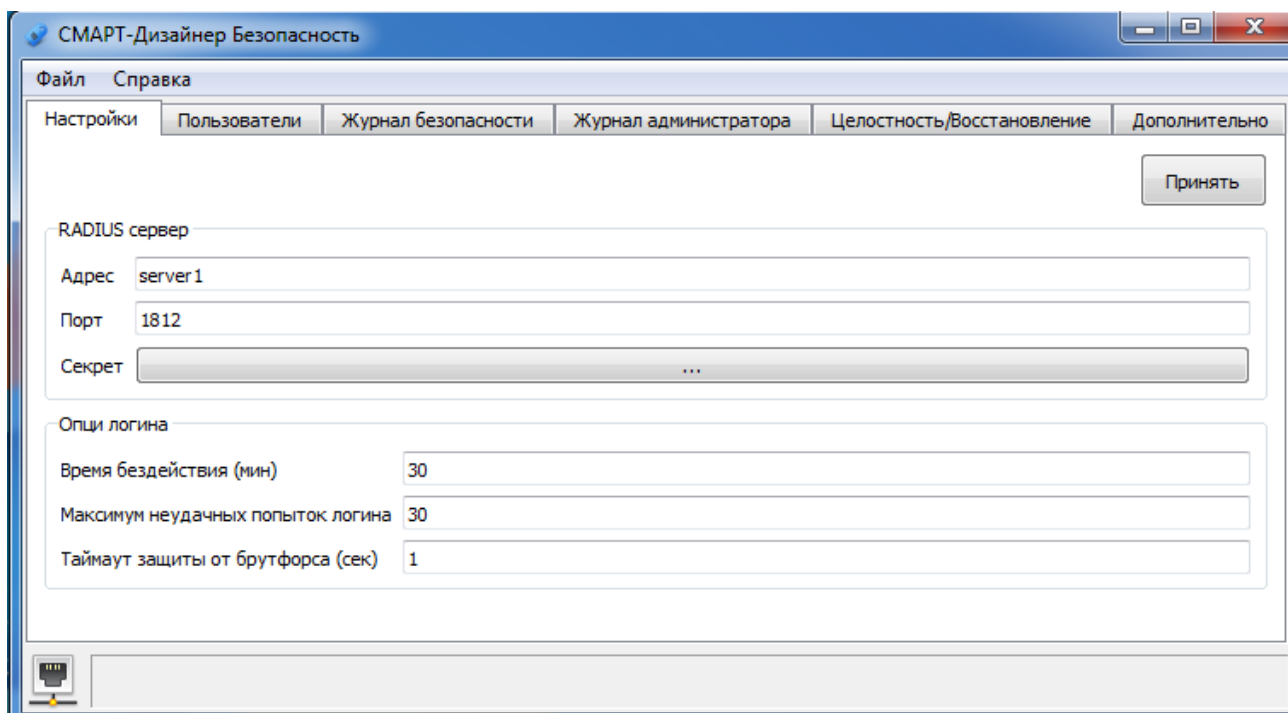 СМАРТ-Дизайнер Безопасность
Файл Справка
Настройки Пользователи Журнал безопасности Журнал администратора Целостность/Восстановление Дополнительно
Принять
RADIUS сервер
Адрес server1
Порт 1812
Секрет ...
Опци логина
Время бездействия (мин) 30
Максимум неудачных попыток логина 30
Таймаут защиты от брутфорса (сек) 1